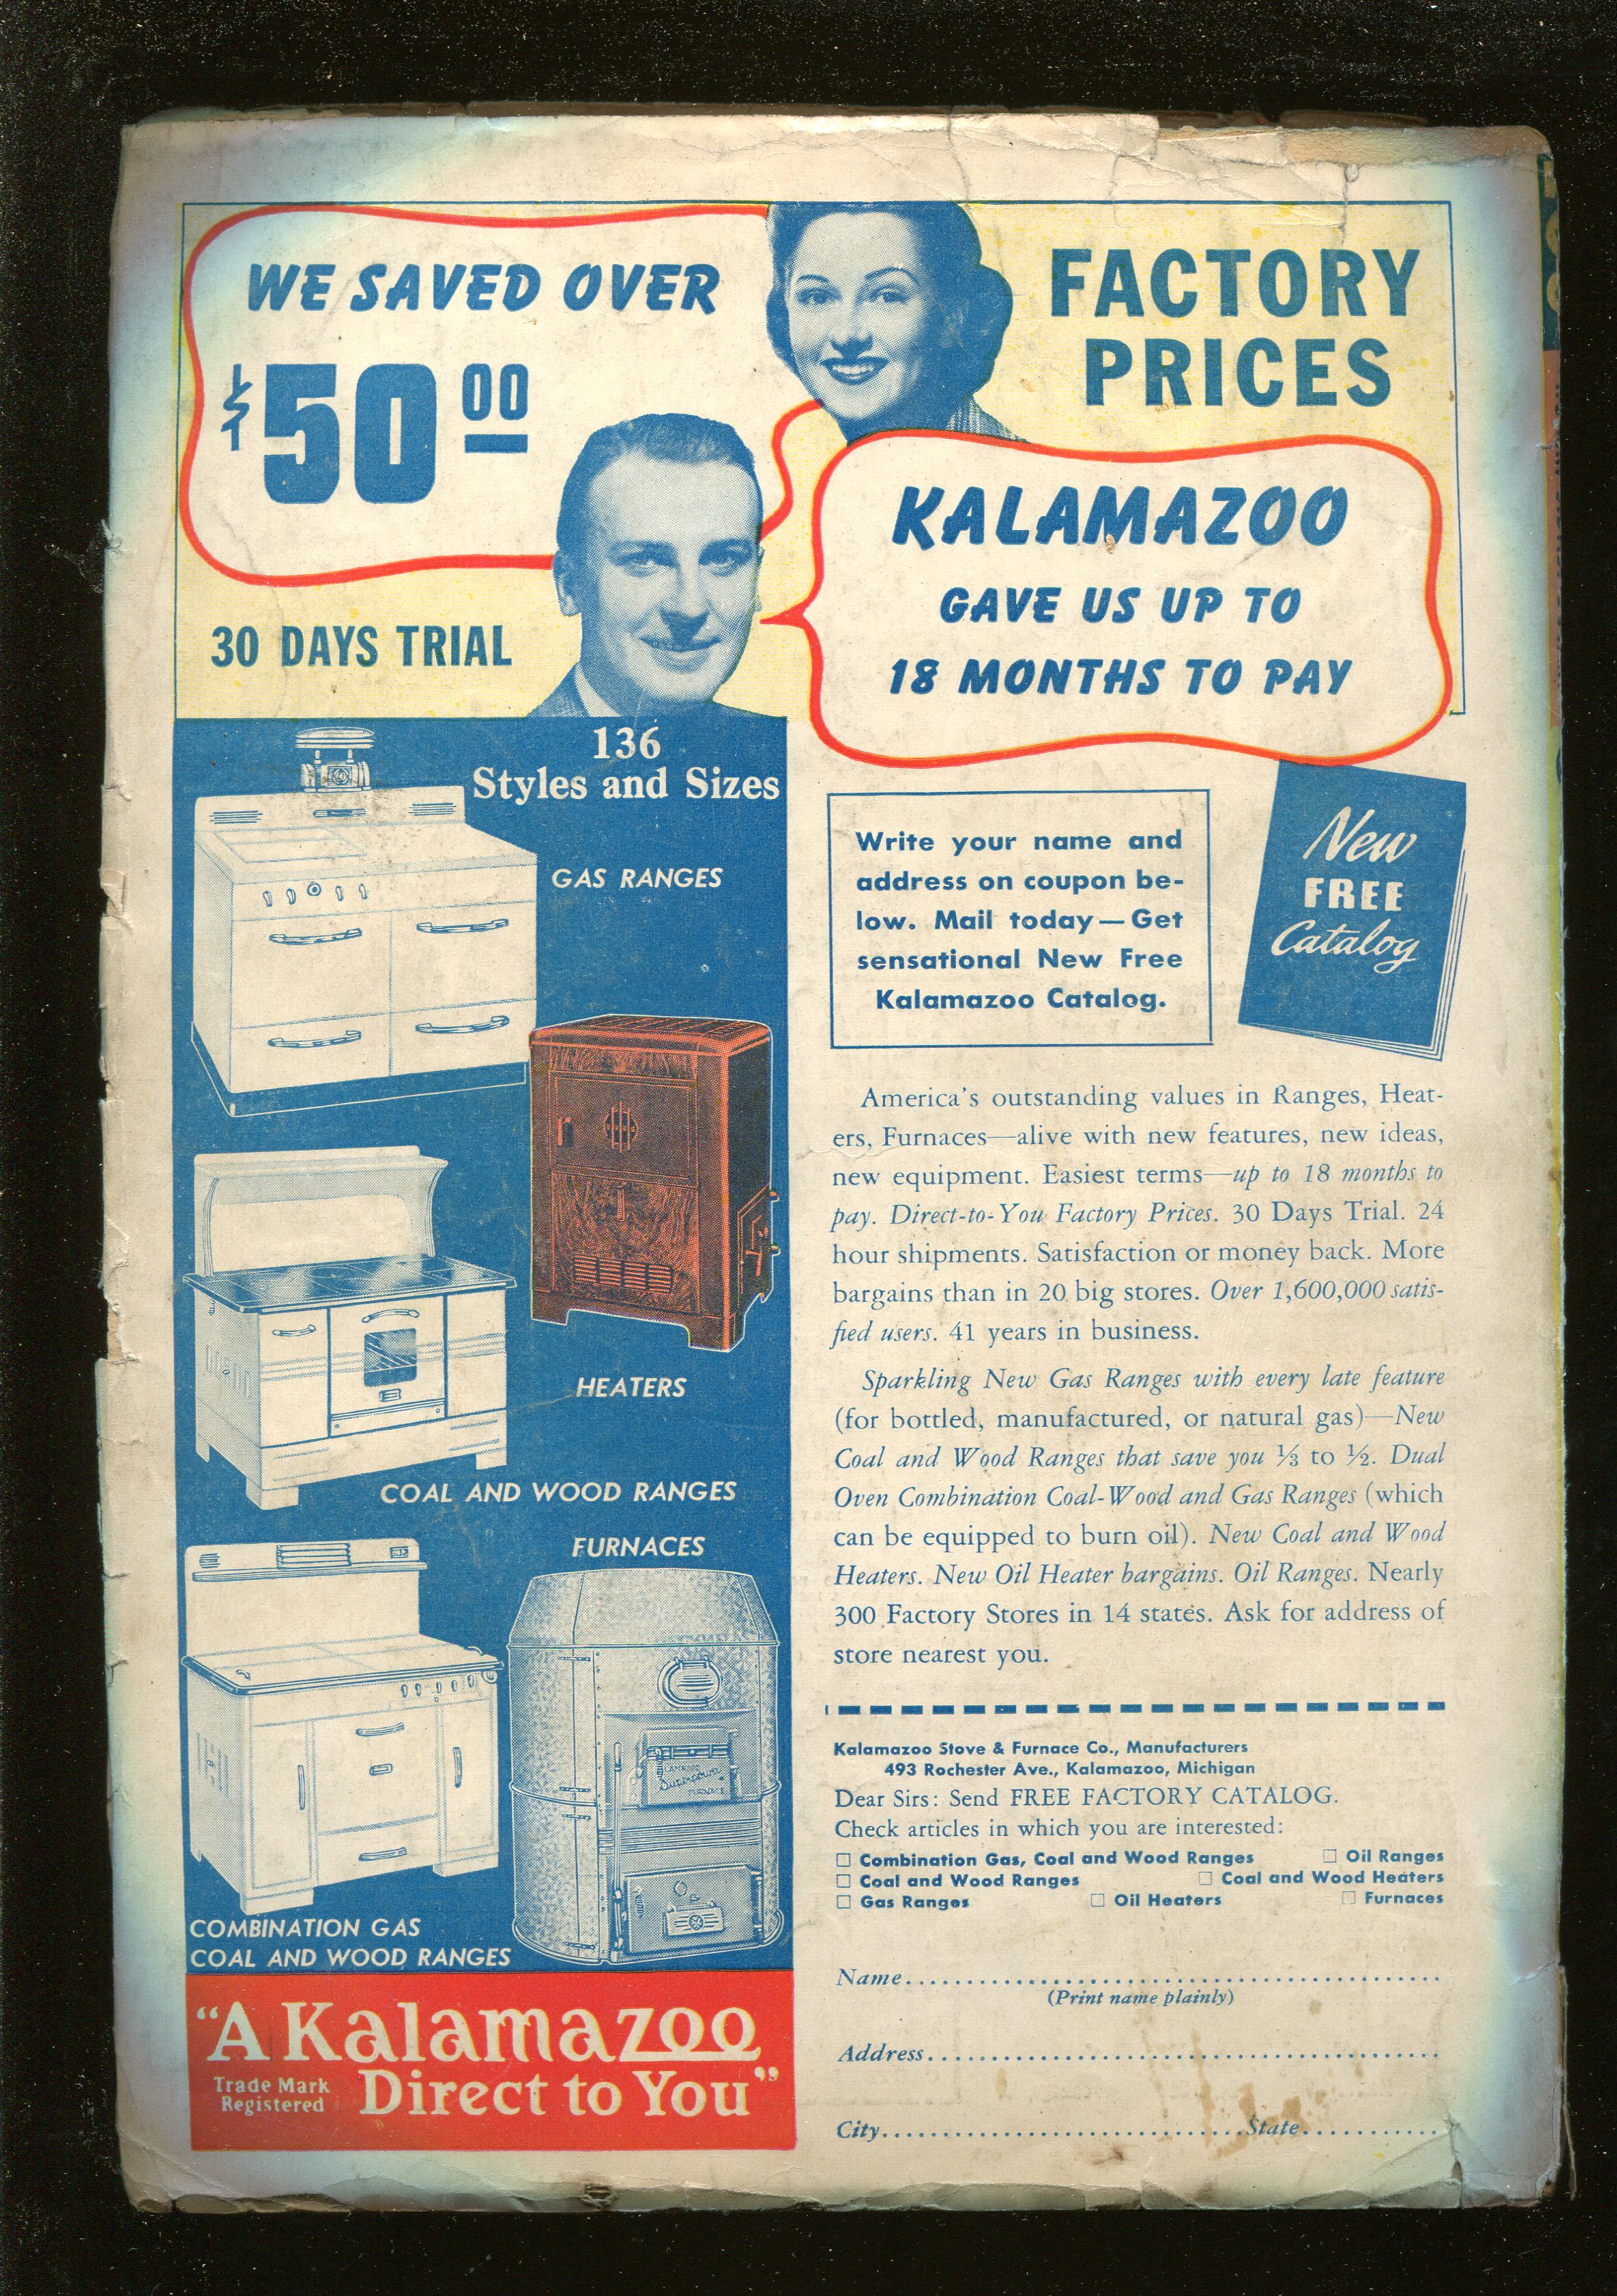 WE SAVED OVER
$50 00
FACTORY
PRICES
KALAMAZOO
GAVE US UP TO
18 MONTHS TO PAY
30 DAYS TRIAL
136
Styles and Sizes
GAS RANGES
HEATERS
COAL AND WOOD RANGES
FURNACES
COMBINATION GAS
COAL AND WOOD RANGES
"A Kalamazoo
Trade Mark
Registered
Direct to You"
Write your name and
address on coupon be-
low. Mail today—Get
sensational New Free
Kalamazoo Catalog.
New
FREE
Catalog
America's outstanding values in Ranges, Heat-
ers, Furnaces—alive with new features, new ideas,
new equipment. Easiest terms—up to 18 months to
pay. Direct-to-You Factory Prices. 30 Days Trial. 24
hour shipments. Satisfaction or money back. More
bargains than in 20 big stores. Over 1,600,000 satis-
fied users. 41 years in business.
Sparkling New Gas Ranges with every late feature
(for bottled, manufactured, or natural gas)—New
Coal and Wood Ranges that save you ⅓ to ½. Dual
Oven Combination Coal-Wood and Gas Ranges (which
can be equipped to burn oil). New Coal and Wood
Heaters. New Oil Heater bargains. Oil Ranges. Nearly
300 Factory Stores in 14 states. Ask for address of
store nearest you.
Kalamazoo Stove & Furnace Co., Manufacturers
493 Rochester Ave., Kalamazoo, Michigan
Dear Sirs: Send FREE FACTORY CATALOG.
Check articles in which you are interested:
☐ Combination Gas, Coal and Wood Ranges ☐ Oil Ranges
☐ Coal and Wood Ranges ☐ Coal and Wood Heaters
☐ Gas Ranges ☐ Oil Heaters ☐ Furnaces
Name
(Print name plainly)
Address
City State